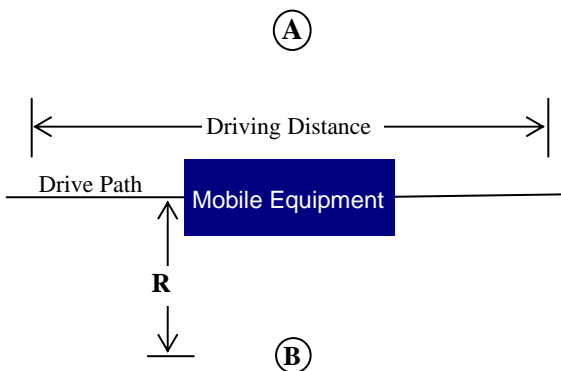 A
Driving Distance
Drive Path
Mobile Equipment
R
B